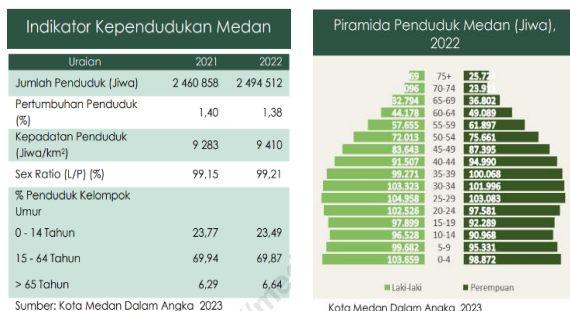 Indikator Kependudukan Medan
Uraian 2021 2022
Jumlah Penduduk (Jiwa) 2 460 858 2 494 512
Pertumbuhan Penduduk
(%) 1,40 1,38
Kepadatan Penduduk
(Jiwa/km²) 9 283 9 410
Sex Ratio (L/P) (%) 99,15 99,21
% Penduduk Kelompok
Umur
0 - 14 Tahun 23,77 23,49
15 - 64 Tahun 69,94 69,87
> 65 Tahun 6,29 6,64
Sumber: Kota Medan Dalam Angka 2023
Piramida Penduduk Medan (Jiwa),
2022
75+
70-74
32.794 65-69 36.802
44.178 60-64 49.089
57.655 55-59 61.897
72.013 50-54 75.661
83.643 45-49 87.395
91.507 40-44 94.990
99.271 35-39 100.068
103.323 30-34 101.996
104.958 25-29 103.083
102.526 20-24 97.581
97.899 15-19 92.289
96.528 10-14 90.968
99.682 5-9 95.331
103.659 0-4 98.872
Laki-laki Perempuan
Kota Medan Dalam Angka 2023